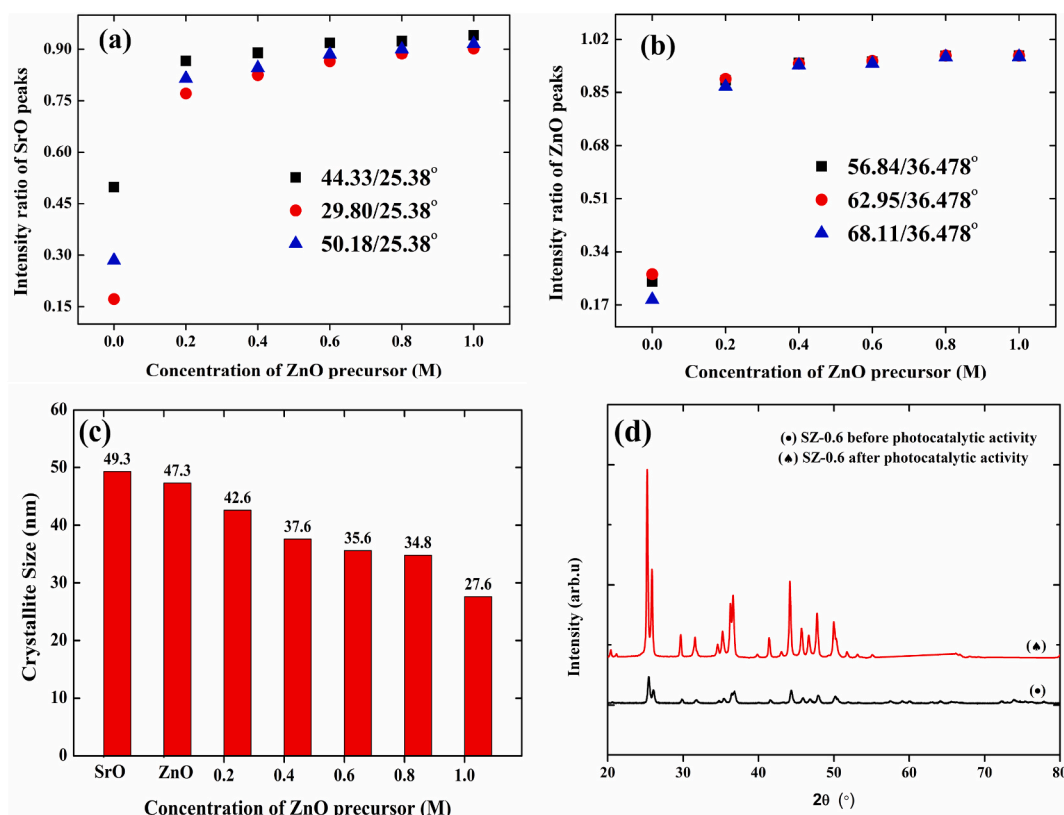 (a)
Intensity ratio of SrO peaks
0.90
0.75
0.60
0.45
0.30
0.15
44.33/25.38°
29.80/25.38°
50.18/25.38°
0.0 0.2 0.4 0.6 0.8 1.0
Concentration of ZnO precursor (M)
(b)
Intensity ratio of ZnO peaks
1.02
0.85
0.68
0.51
0.34
0.17
56.84/36.478°
62.95/36.478°
68.11/36.478°
0.0 0.2 0.4 0.6 0.8 1.0
Concentration of ZnO precursor (M)
(c)
Crystallite Size (nm)
60
50
40
30
20
10
0
49.3
47.3
42.6
37.6
35.6
34.8
27.6
SrO ZnO 0.2 0.4 0.6 0.8 1.0
Concentration of ZnO precursor (M)
(d)
(•) SZ-0.6 before photocatalytic activity
(♠) SZ-0.6 after photocatalytic activity
Intensity (arb.u)
(♠)
(•)
20 30 40 50 60 70 80
2θ (°)